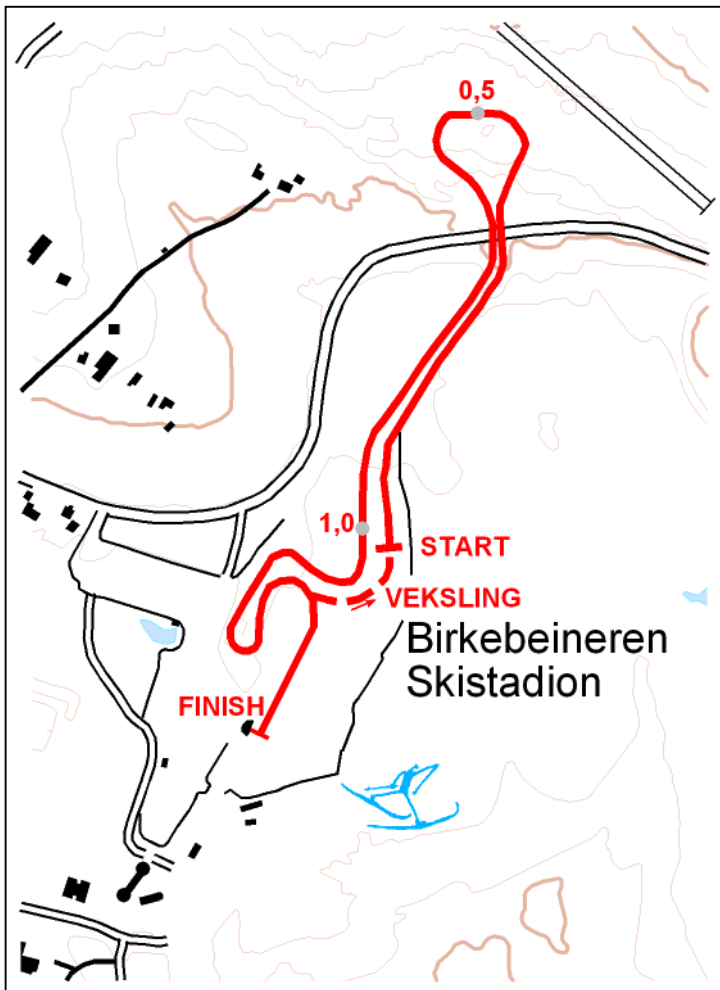 0,5
1,0
START
VEKSLING
Birkebeineren
Skistadion
FINISH